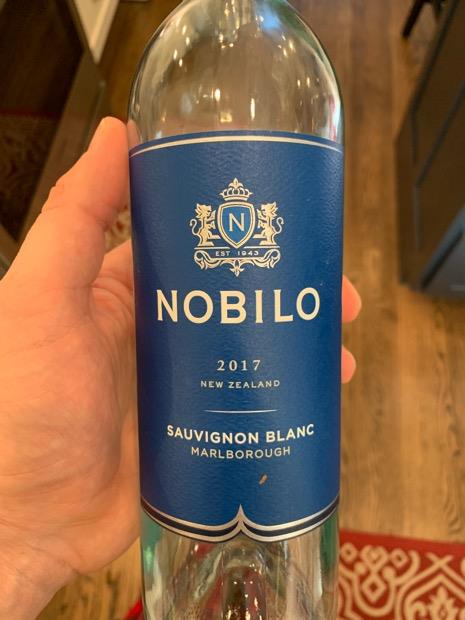 N
EST 1943
NOBILO
2017
NEW ZEALAND
SAUVIGNON BLANC
MARLBOROUGH